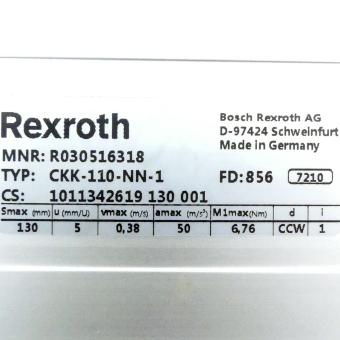 Rexroth
Bosch Rexroth AG
D-97424 Schweinfurt
Made in Germany
MNR: R030516318
TYP: CKK-110-NN-1 FD: 856 7210
CS: 1011342619 130 001
Smax (mm) u (mm/U) vmax (m/s) amax (m/s²) M1max(Nm) d i
130 5 0,38 50 6,76 CCW 1